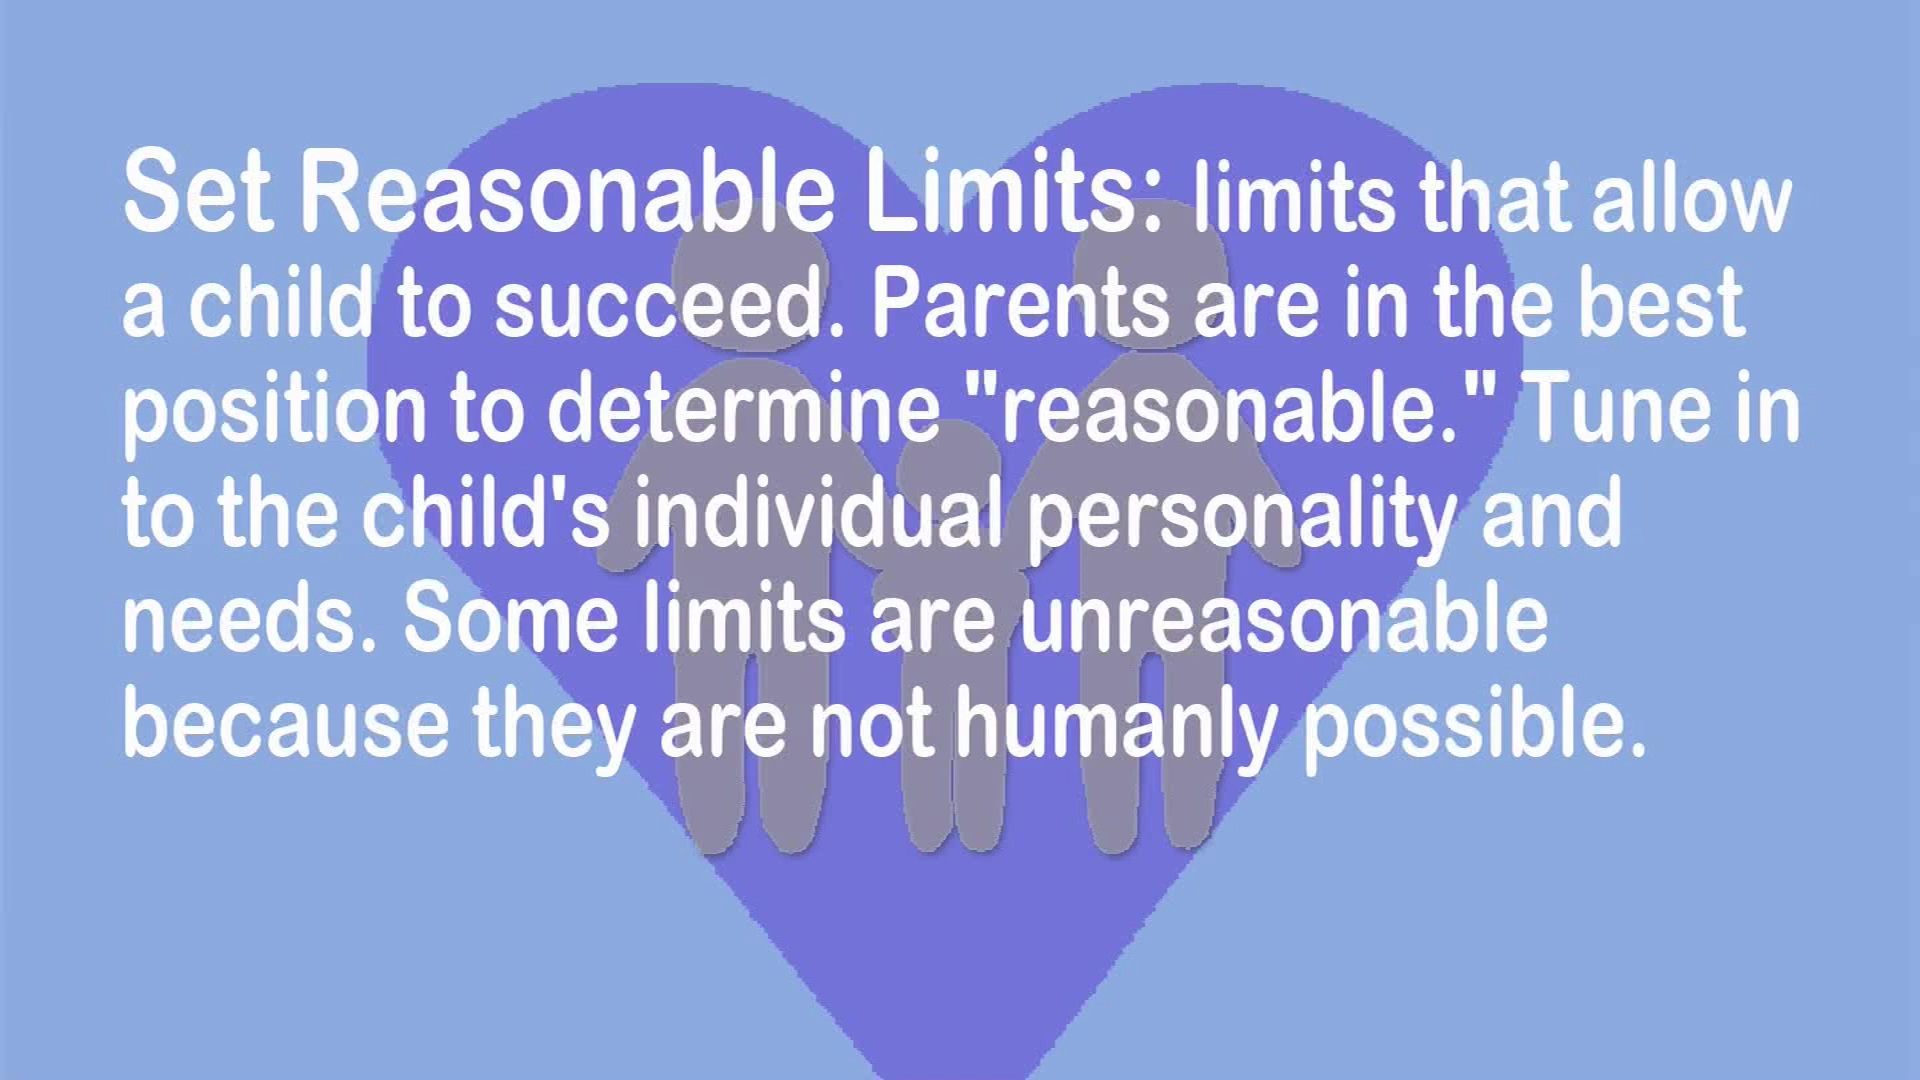 Set Reasonable Limits: limits that allow
a child to succeed. Parents are in the best
position to determine "reasonable." Tune in
to the child's individual personality and
needs. Some limits are unreasonable
because they are not humanly possible.